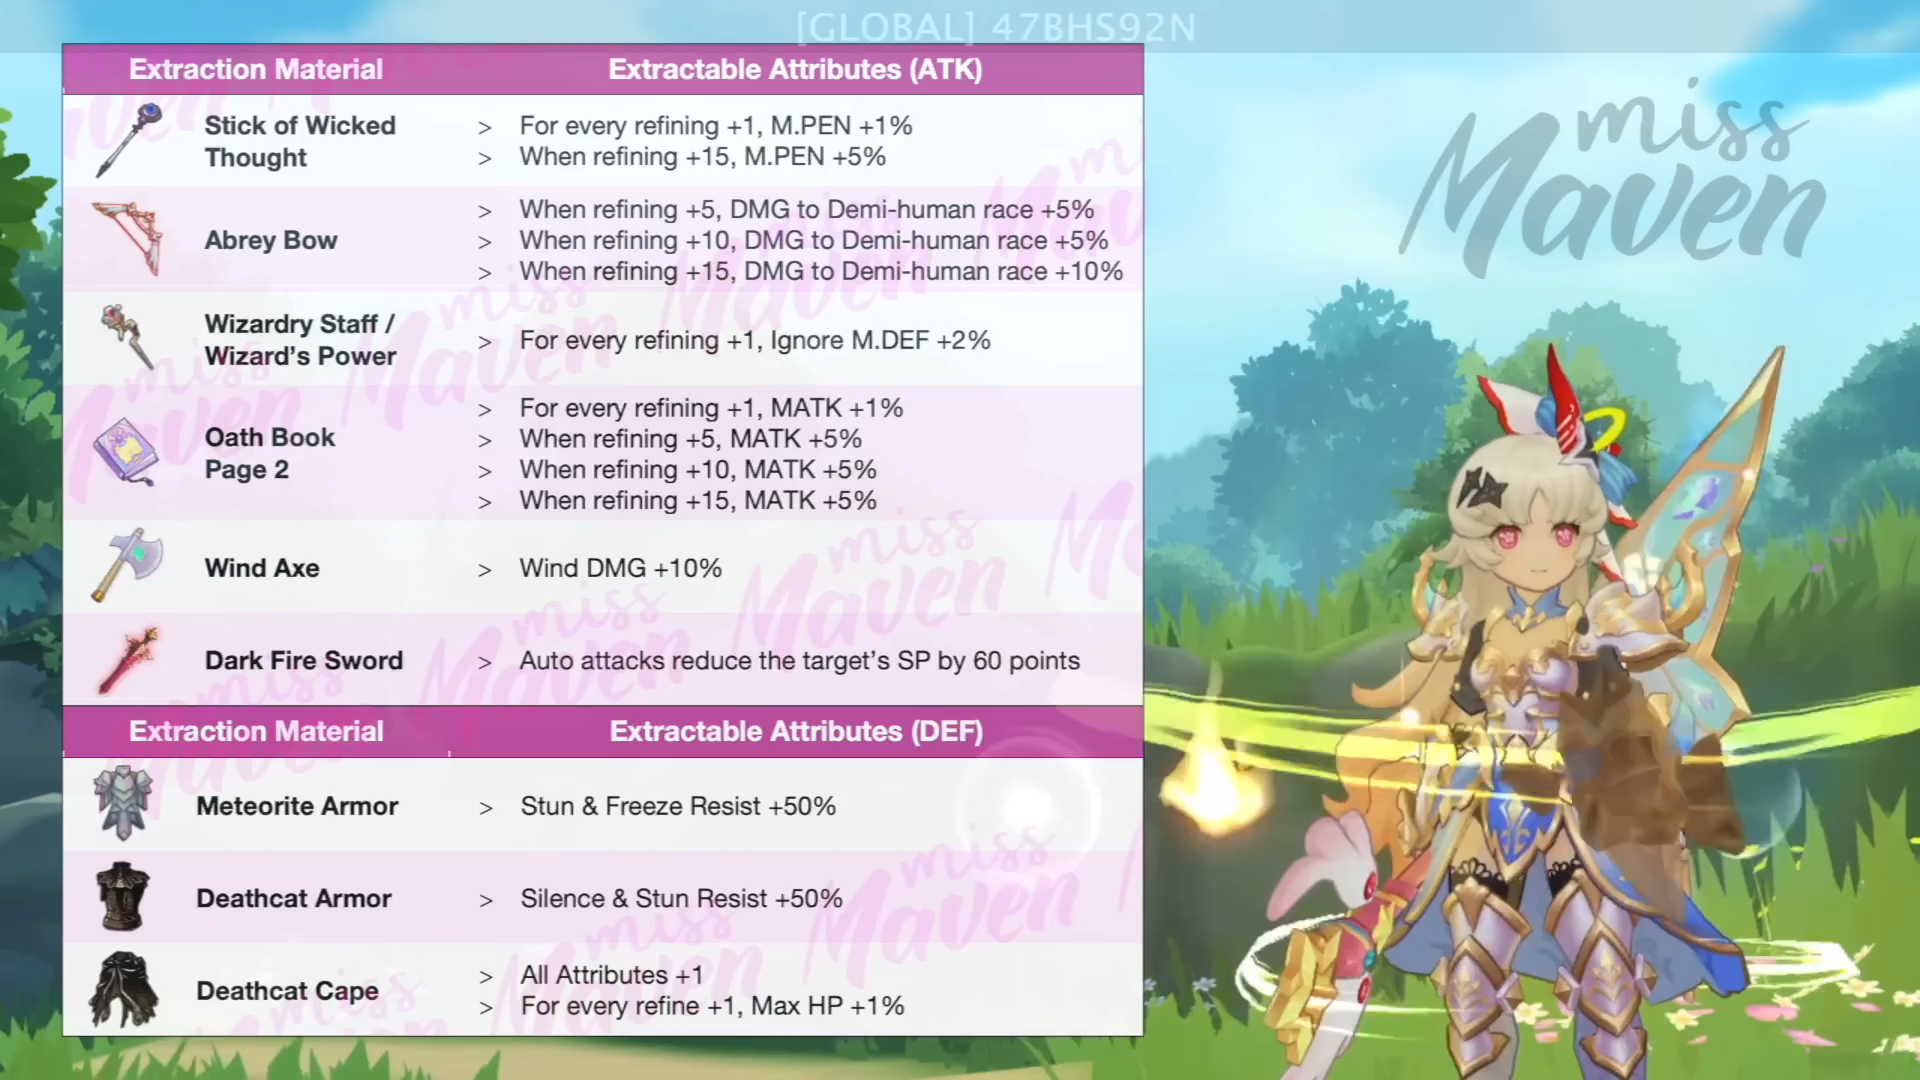 [GLOBAL] 47BHS92N
miss
Maven
Extraction Material
Extractable Attributes (ATK)
Stick of Wicked
Thought
> For every refining +1, M.PEN +1%
> When refining +15, M.PEN +5%
Abrey Bow
> When refining +5, DMG to Demi-human race +5%
> When refining +10, DMG to Demi-human race +5%
> When refining +15, DMG to Demi-human race +10%
Wizardry Staff /
Wizard's Power
> For every refining +1, Ignore M.DEF +2%
Oath Book
Page 2
> For every refining +1, MATK +1%
> When refining +5, MATK +5%
> When refining +10, MATK +5%
> When refining +15, MATK +5%
Wind Axe
> Wind DMG +10%
Dark Fire Sword
> Auto attacks reduce the target's SP by 60 points
Extraction Material
Extractable Attributes (DEF)
Meteorite Armor
> Stun & Freeze Resist +50%
Deathcat Armor
> Silence & Stun Resist +50%
Deathcat Cape
> All Attributes +1
> For every refine +1, Max HP +1%